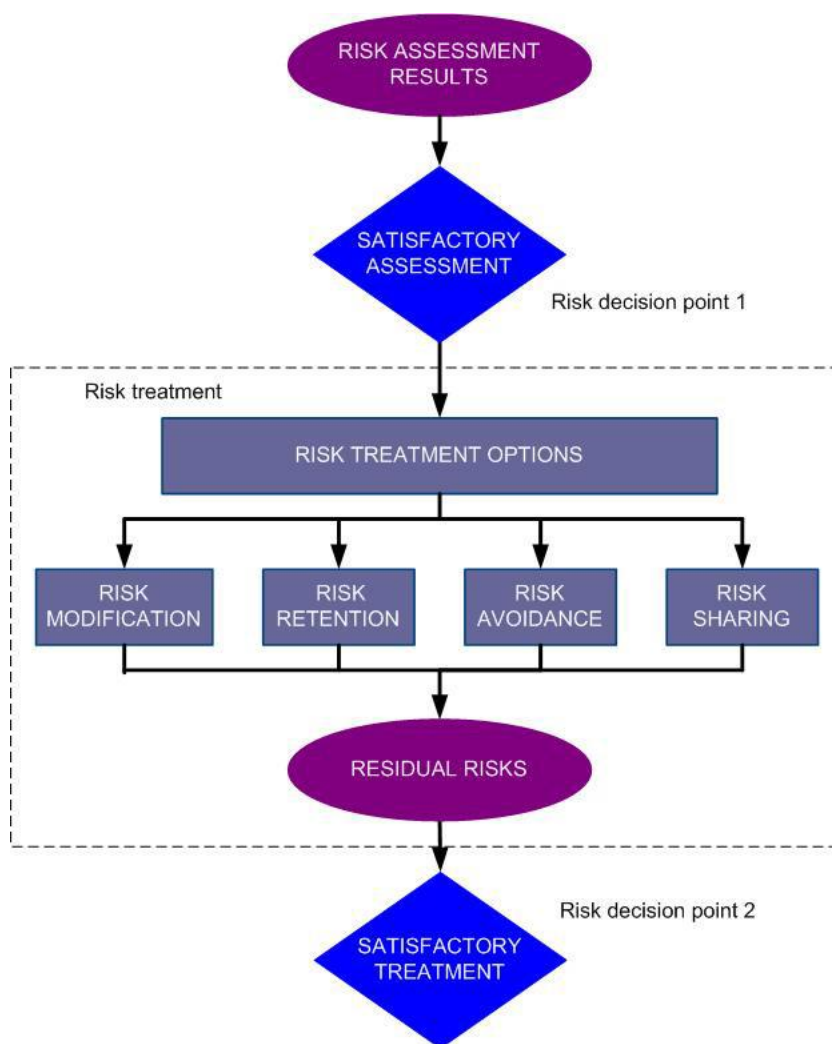 RISK ASSESSMENT
RESULTS
SATISFACTORY
ASSESSMENT
Risk decision point 1
Risk treatment
RISK TREATMENT OPTIONS
RISK
MODIFICATION
RISK
RETENTION
RISK
AVOIDANCE
RISK
SHARING
RESIDUAL RISKS
Risk decision point 2
SATISFACTORY
TREATMENT